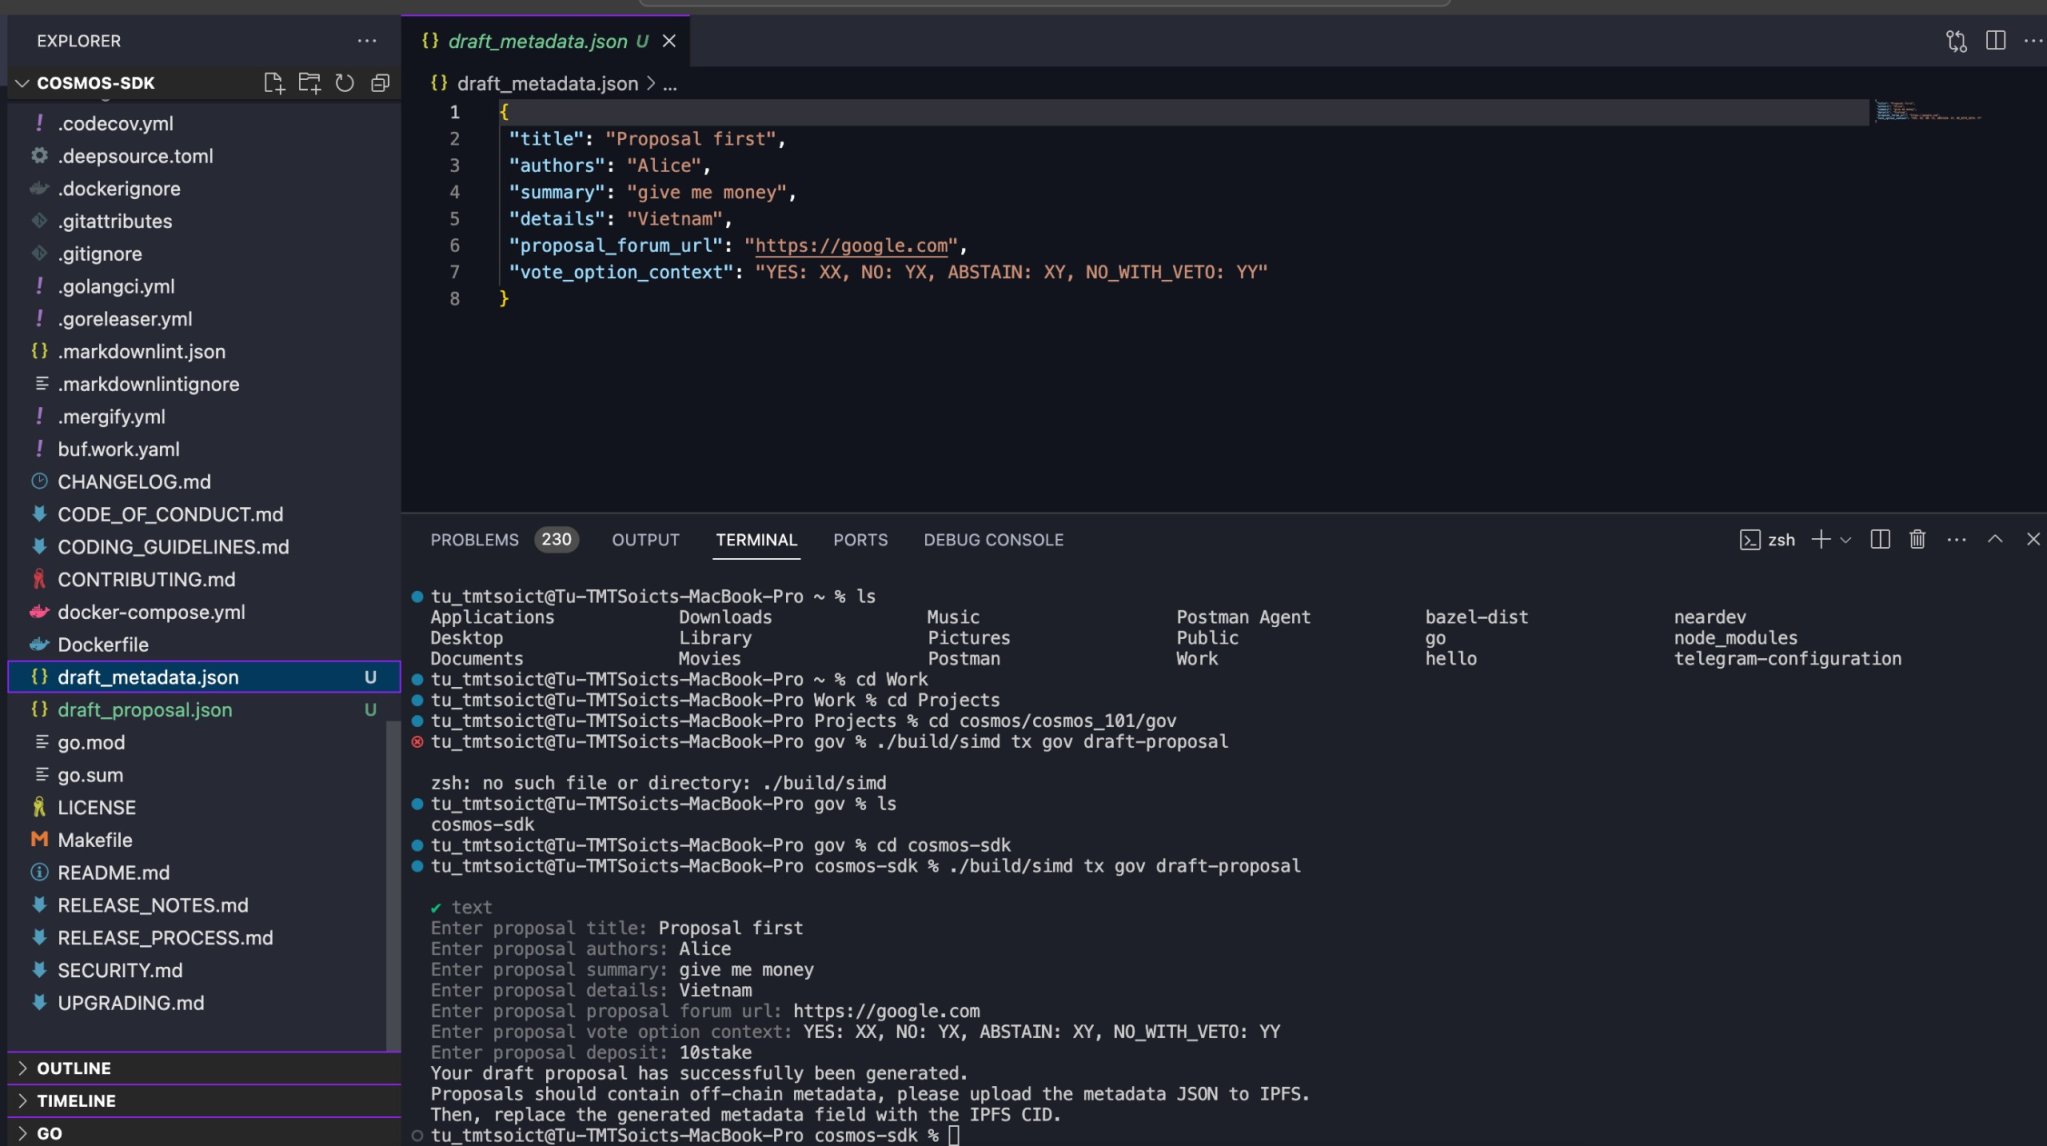 EXPLORER
COSMOS-SDK
.codecov.yml
.deepsource.toml
.dockerignore
.gitattributes
.gitignore
.golangci.yml
.goreleaser.yml
.markdownlint.json
.markdownlintignore
.mergify.yml
buf.work.yaml
CHANGELOG.md
CODE_OF_CONDUCT.md
CODING_GUIDELINES.md
CONTRIBUTING.md
docker-compose.yml
Dockerfile
draft_metadata.json U
draft_proposal.json U
go.mod
go.sum
LICENSE
Makefile
README.md
RELEASE_NOTES.md
RELEASE_PROCESS.md
SECURITY.md
UPGRADING.md
OUTLINE
TIMELINE
GO
{} draft_metadata.json U
{} draft_metadata.json > ...
1 {
2 "title": "Proposal first",
3 "authors": "Alice",
4 "summary": "give me money",
5 "details": "Vietnam",
6 "proposal_forum_url": "https://google.com",
7 "vote_option_context": "YES: XX, NO: YX, ABSTAIN: XY, NO_WITH_VETO: YY"
8 }
PROBLEMS 230 OUTPUT TERMINAL PORTS DEBUG CONSOLE zsh
tu_tmtsoict@Tu-TMTSoicts-MacBook-Pro ~ % ls
Applications Downloads Music Postman Agent bazel-dist neardev
Desktop Library Pictures Public go node_modules
Documents Movies Postman Work hello telegram-configuration
tu_tmtsoict@Tu-TMTSoicts-MacBook-Pro ~ % cd Work
tu_tmtsoict@Tu-TMTSoicts-MacBook-Pro Work % cd Projects
tu_tmtsoict@Tu-TMTSoicts-MacBook-Pro Projects % cd cosmos/cosmos_101/gov
tu_tmtsoict@Tu-TMTSoicts-MacBook-Pro gov % ./build/simd tx gov draft-proposal
zsh: no such file or directory: ./build/simd
tu_tmtsoict@Tu-TMTSoicts-MacBook-Pro gov % ls
cosmos-sdk
tu_tmtsoict@Tu-TMTSoicts-MacBook-Pro gov % cd cosmos-sdk
tu_tmtsoict@Tu-TMTSoicts-MacBook-Pro cosmos-sdk % ./build/simd tx gov draft-proposal
✔ text
Enter proposal title: Proposal first
Enter proposal authors: Alice
Enter proposal summary: give me money
Enter proposal details: Vietnam
Enter proposal proposal forum url: https://google.com
Enter proposal vote option context: YES: XX, NO: YX, ABSTAIN: XY, NO_WITH_VETO: YY
Enter proposal deposit: 10stake
Your draft proposal has successfully been generated.
Proposals should contain off-chain metadata, please upload the metadata JSON to IPFS.
Then, replace the generated metadata field with the IPFS CID.
tu_tmtsoict@Tu-TMTSoicts-MacBook-Pro cosmos-sdk %